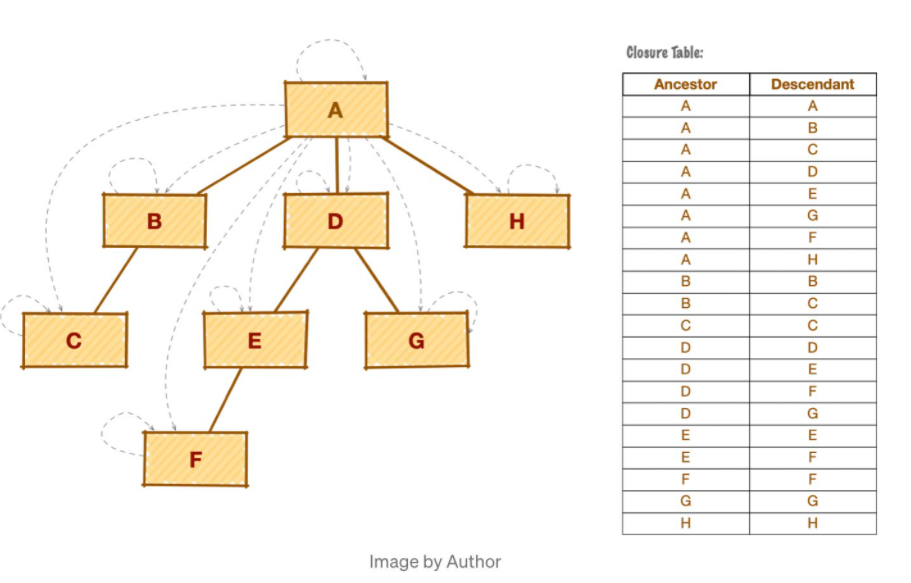 A
B
D
H
C
E
G
F
Closure Table:
Ancestor Descendant
A A
A B
A C
A D
A E
A G
A F
A H
B B
B C
C C
D D
D E
D F
D G
E E
E F
F F
G G
H H
Image by Author